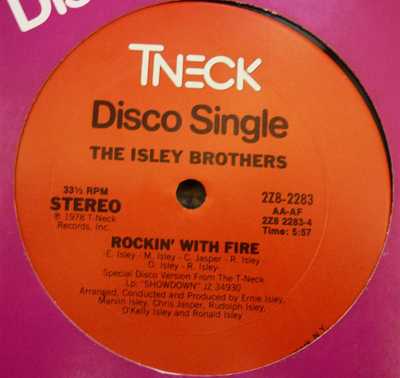 Dis
TNECK
Disco Single
THE ISLEY BROTHERS
33⅓ RPM
STEREO
℗ 1978 T-Neck
Records, Inc.
2Z8-2283
AA-AF
2Z8 2283-4
Time: 5:57
ROCKIN' WITH FIRE
E. Isley - M. Isley - C. Jasper - R. Isley
O. Isley - R. Isley
Special Disco Version From The T-Neck
Lp: "SHOWDOWN" JZ 34930
Arranged, Conducted and Produced by Ernie Isley,
Marvin Isley, Chris Jasper, Rudolph Isley,
O'Kelly Isley and Ronald Isley
N.Y.